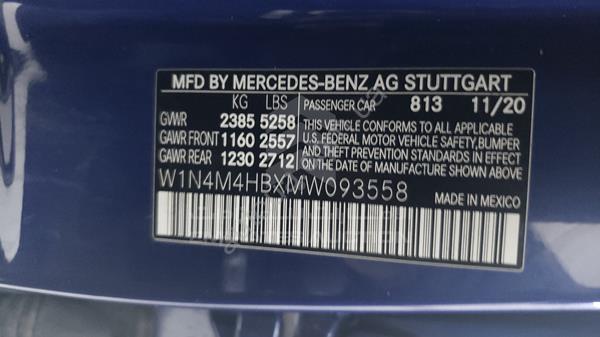 MFD BY MERCEDES-BENZ AG STUTTGART
KG LBS PASSENGER CAR 813 11/20
GVWR 2385 5258 THIS VEHICLE CONFORMS TO ALL APPLICABLE
GAWR FRONT 1160 2557 U.S. FEDERAL MOTOR VEHICLE SAFETY, BUMPER
GAWR REAR 1230 2712 AND THEFT PREVENTION STANDARDS IN EFFECT
ON THE DATE OF MANUFACTURE SHOWN ABOVE.
W1N4M4HBXMW093558
MADE IN MEXICO